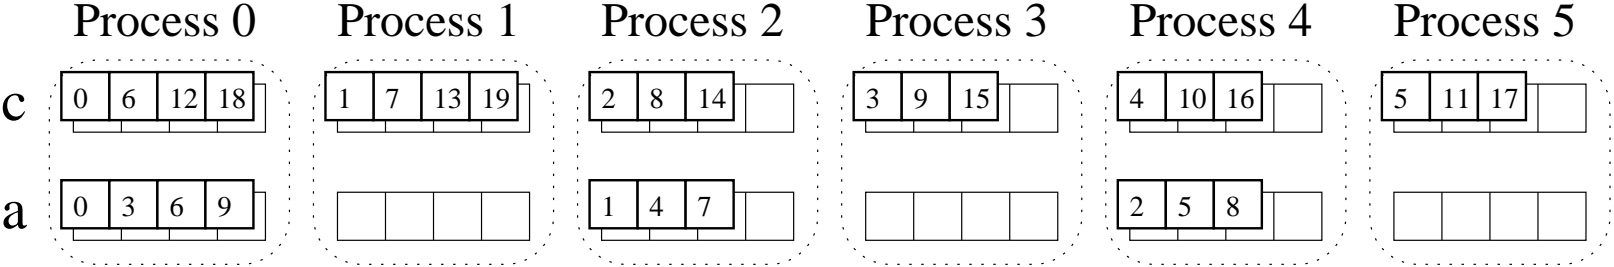 Process 0 Process 1 Process 2 Process 3 Process 4 Process 5
c 0 6 12 18 1 7 13 19 2 8 14 3 9 15 4 10 16 5 11 17
a 0 3 6 9 1 4 7 2 5 8